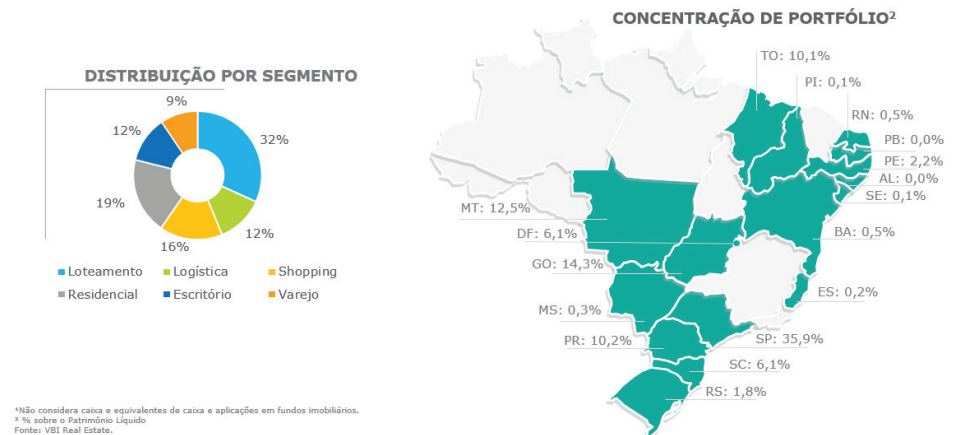 DISTRIBUIÇÃO POR SEGMENTO
9%
12%
32%
19%
16%
12%
Loteamento
Logística
Shopping
Residencial
Escritório
Varejo
¹Não considera caixa e equivalentes de caixa e aplicações em fundos imobiliários.
² % sobre o Patrimônio Líquido
Fonte: VBI Real Estate.
CONCENTRAÇÃO DE PORTFÓLIO²
TO: 10,1%
PI: 0,1%
RN: 0,5%
PB: 0,0%
PE: 2,2%
AL: 0,0%
SE: 0,1%
MT: 12,5%
DF: 6,1%
BA: 0,5%
GO: 14,3%
ES: 0,2%
MS: 0,3%
PR: 10,2%
SP: 35,9%
SC: 6,1%
RS: 1,8%